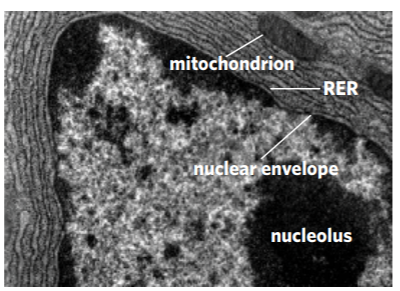 mitochondrion
RER
nuclear envelope
nucleolus